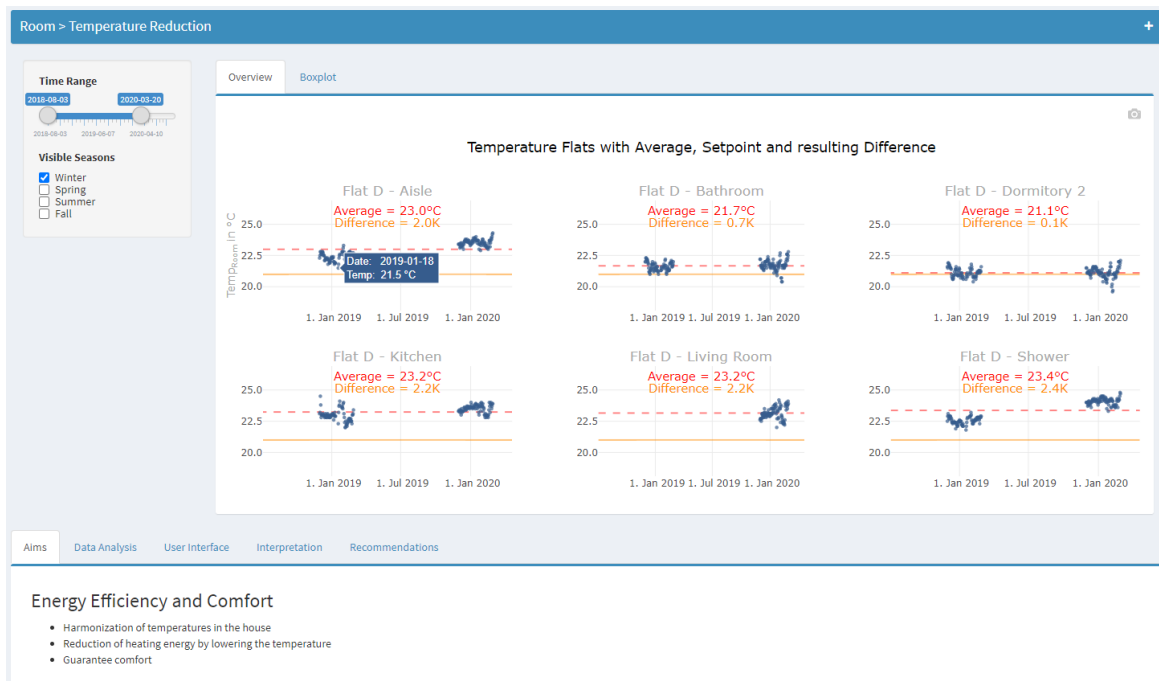 Room > Temperature Reduction
+
Time Range
2018-08-03 2020-03-20
2018-08-03 2019-06-07 2020-04-10
Visible Seasons
Winter
Spring
Summer
Fall
Overview Boxplot
Temperature Flats with Average, Setpoint and resulting Difference
TempRoom in °C
Flat D - Aisle
Average = 23.0°C
Difference = 2.0K
25.0
22.5
20.0
Date: 2019-01-18
Temp: 21.5 °C
1. Jan 2019 1. Jul 2019 1. Jan 2020
Flat D - Bathroom
Average = 21.7°C
Difference = 0.7K
25.0
22.5
20.0
1. Jan 2019 1. Jul 2019 1. Jan 2020
Flat D - Dormitory 2
Average = 21.1°C
Difference = 0.1K
25.0
22.5
20.0
1. Jan 2019 1. Jul 2019 1. Jan 2020
Flat D - Kitchen
Average = 23.2°C
Difference = 2.2K
25.0
22.5
20.0
1. Jan 2019 1. Jul 2019 1. Jan 2020
Flat D - Living Room
Average = 23.2°C
Difference = 2.2K
25.0
22.5
20.0
1. Jan 2019 1. Jul 2019 1. Jan 2020
Flat D - Shower
Average = 23.4°C
Difference = 2.4K
25.0
22.5
20.0
1. Jan 2019 1. Jul 2019 1. Jan 2020
Aims Data Analysis User Interface Interpretation Recommendations
Energy Efficiency and Comfort
• Harmonization of temperatures in the house
• Reduction of heating energy by lowering the temperature
• Guarantee comfort